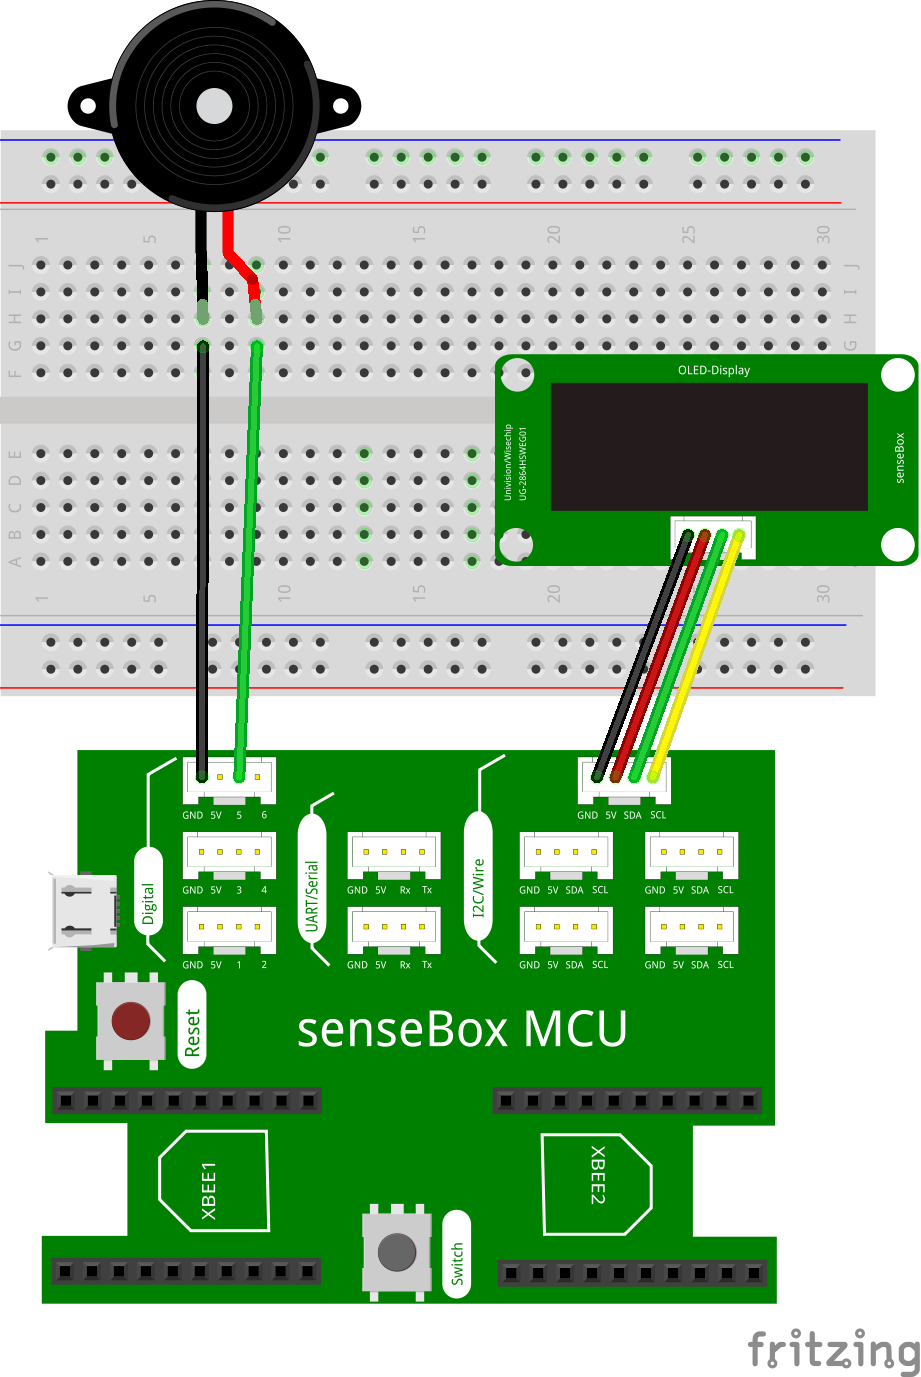 1 5 10 15 20 25 30
J J
I I
H H
G G
F
OLED-Display
Univision/Wisechip
UG-2864HSWEG01
senseBox
E
D
C
B
A
1 5 10 15 20 30
GND 5V 5 6
GND 5V SDA SCL
Digital
UART/Serial
I2C/Wire
GND 5V 3 4
GND 5V Rx Tx
GND 5V SDA SCL
GND 5V SDA SCL
GND 5V 1 2
GND 5V Rx Tx
GND 5V SDA SCL
GND 5V SDA SCL
Reset
senseBox MCU
XBEE1
XBEE2
Switch
fritzing